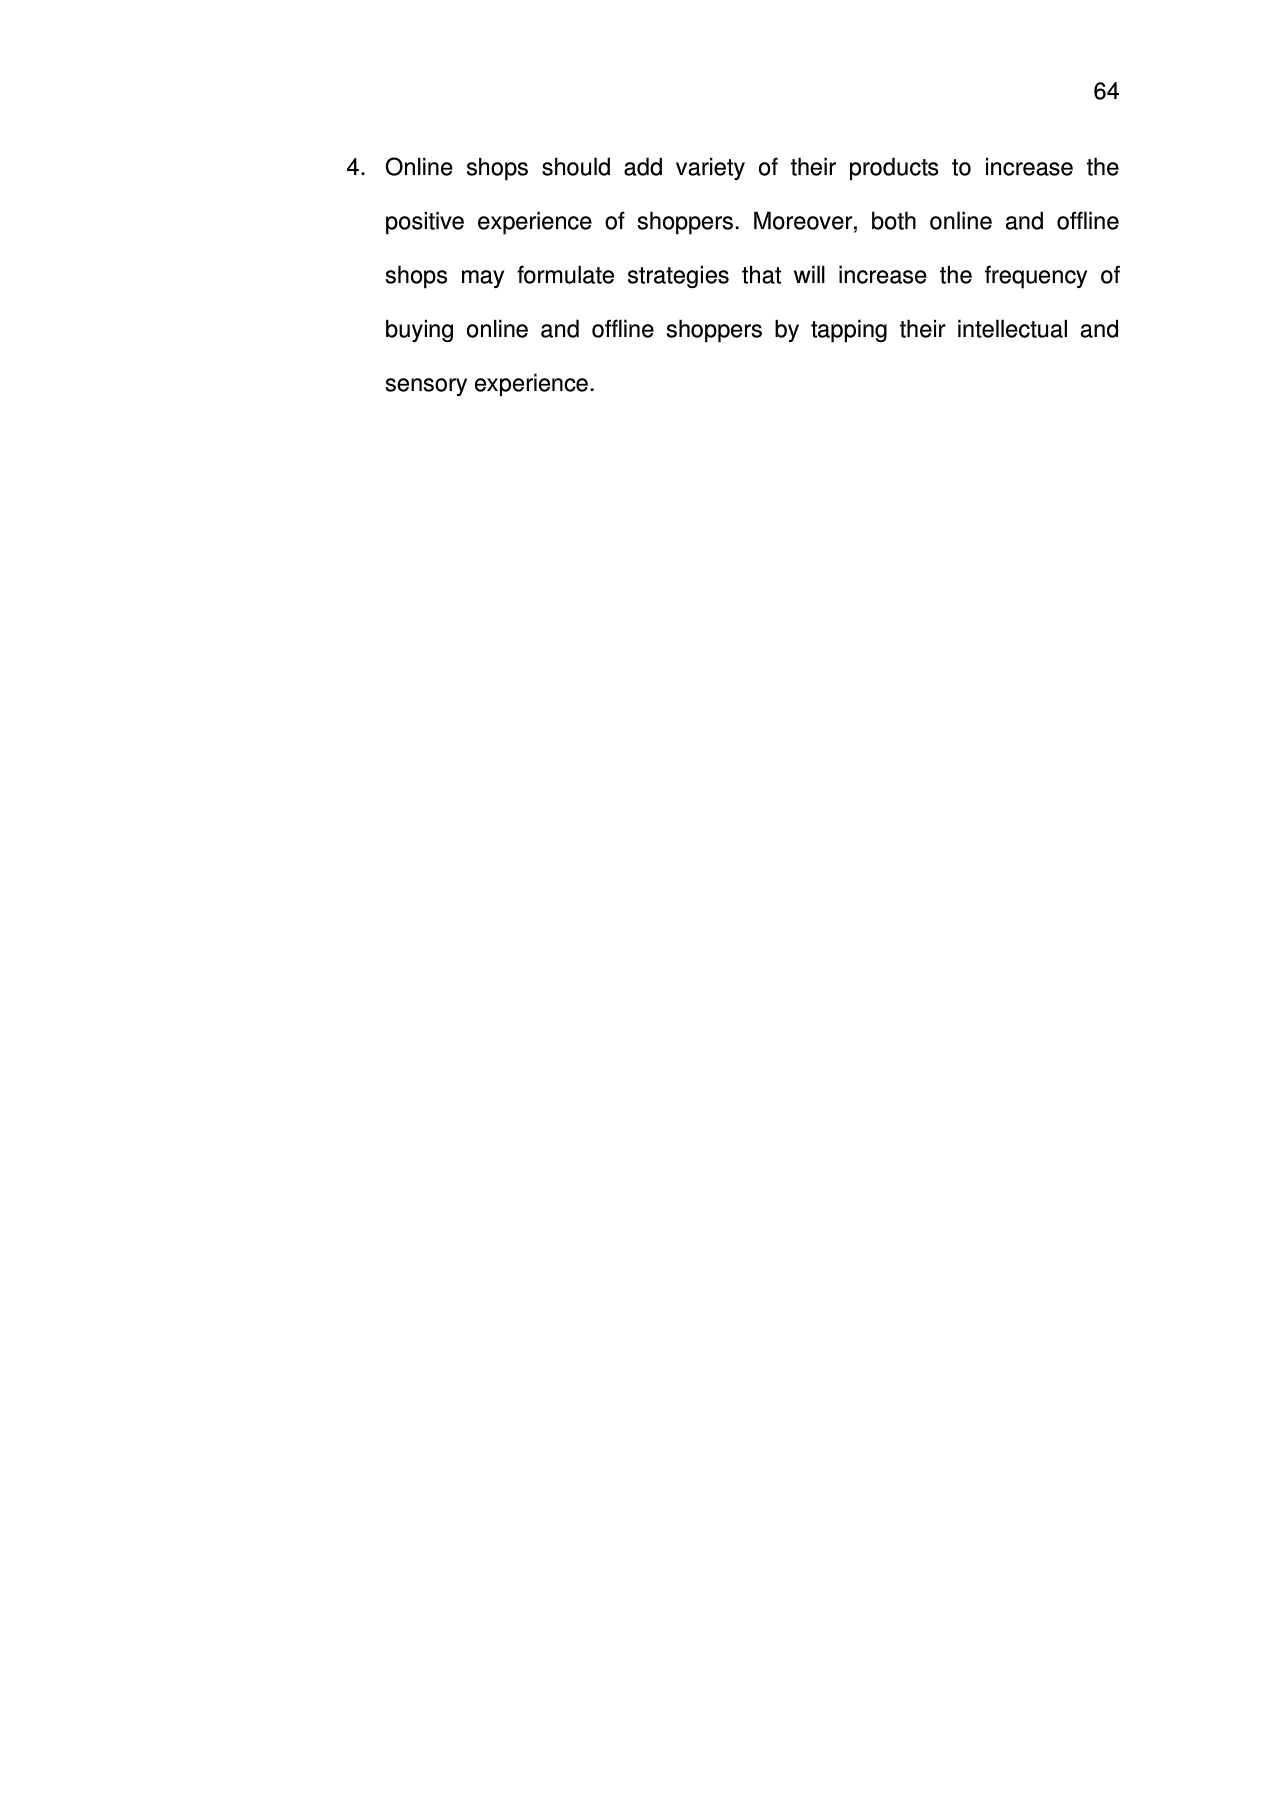 64
4. Online shops should add variety of their products to increase the
positive experience of shoppers. Moreover, both online and offline
shops may formulate strategies that will increase the frequency of
buying online and offline shoppers by tapping their intellectual and
sensory experience.